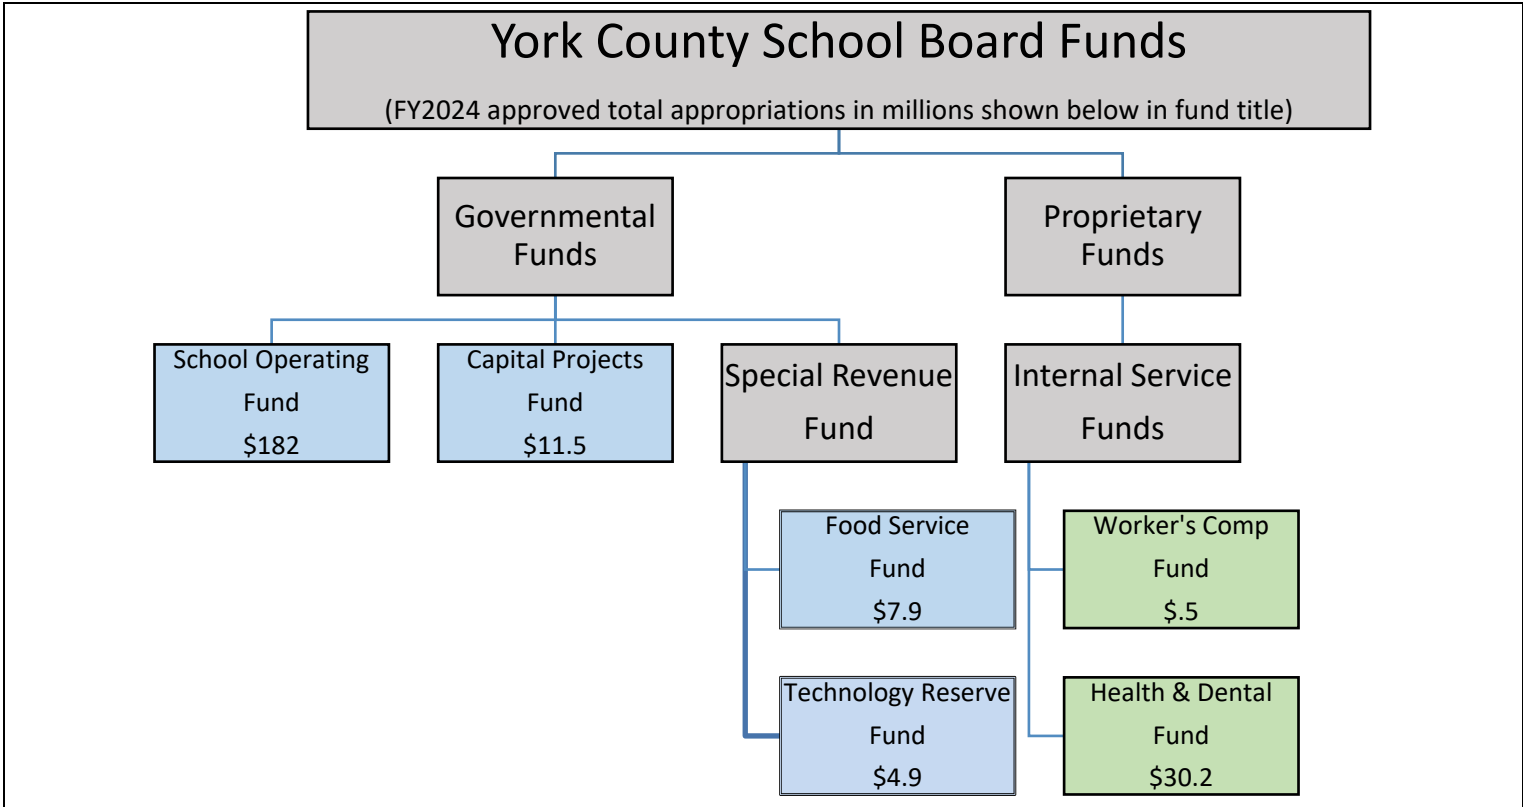 York County School Board Funds
(FY2024 approved total appropriations in millions shown below in fund title)
Governmental
Funds
Proprietary
Funds
School Operating
Fund
$182
Capital Projects
Fund
$11.5
Special Revenue
Fund
Internal Service
Funds
Food Service
Fund
$7.9
Worker's Comp
Fund
$.5
Technology Reserve
Fund
$4.9
Health & Dental
Fund
$30.2